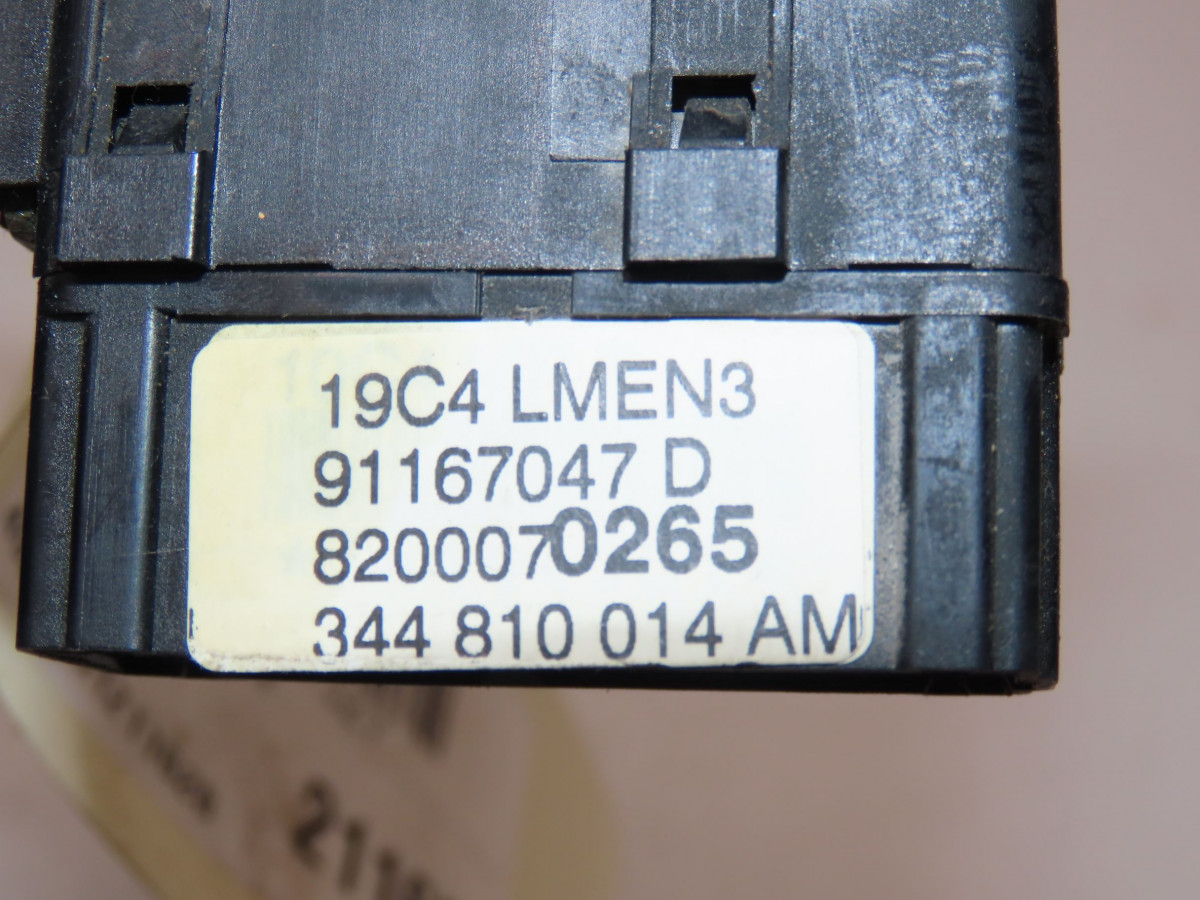 19C4 LMEN3
91167047 D
8200070265
344 810 014 AM